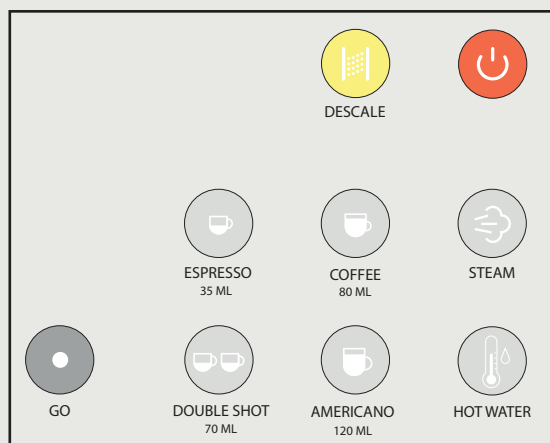 DESCALE
ESPRESSO
35 ML
COFFEE
80 ML
STEAM
GO
DOUBLE SHOT
70 ML
AMERICANO
120 ML
HOT WATER